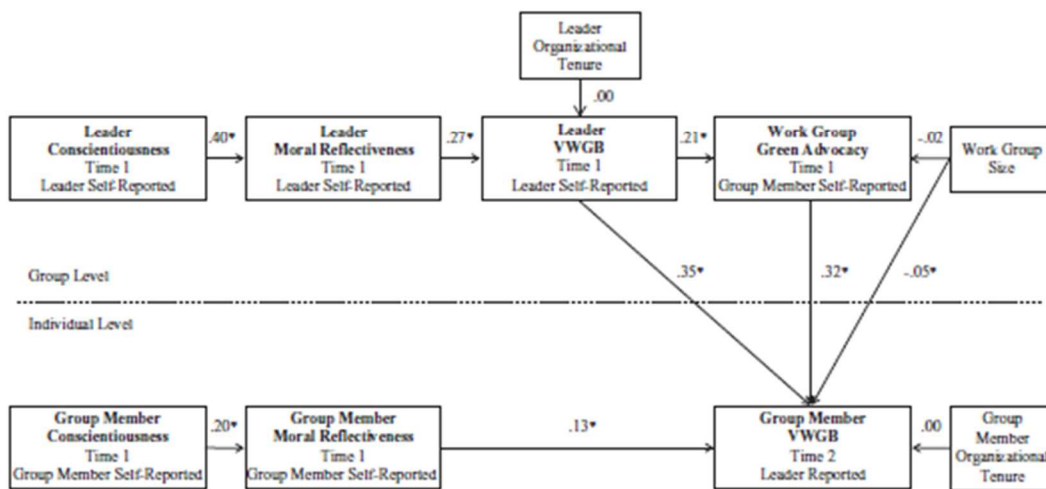 Leader
Organizational
Tenure
.00
Leader
Conscientiousness
Time 1
Leader Self-Reported
.40*
Leader
Moral Reflectiveness
Time 1
Leader Self-Reported
.27*
Leader
VWGB
Time 1
Leader Self-Reported
.21*
Work Group
Green Advocacy
Time 1
Group Member Self-Reported
-.02
Work Group
Size
.35*
.32*
-.05*
Group Level
Individual Level
Group Member
Conscientiousness
Time 1
Group Member Self-Reported
.20*
Group Member
Moral Reflectiveness
Time 1
Group Member Self-Reported
.13*
Group Member
VWGB
Time 2
Leader Reported
.00
Group
Member
Organizational
Tenure